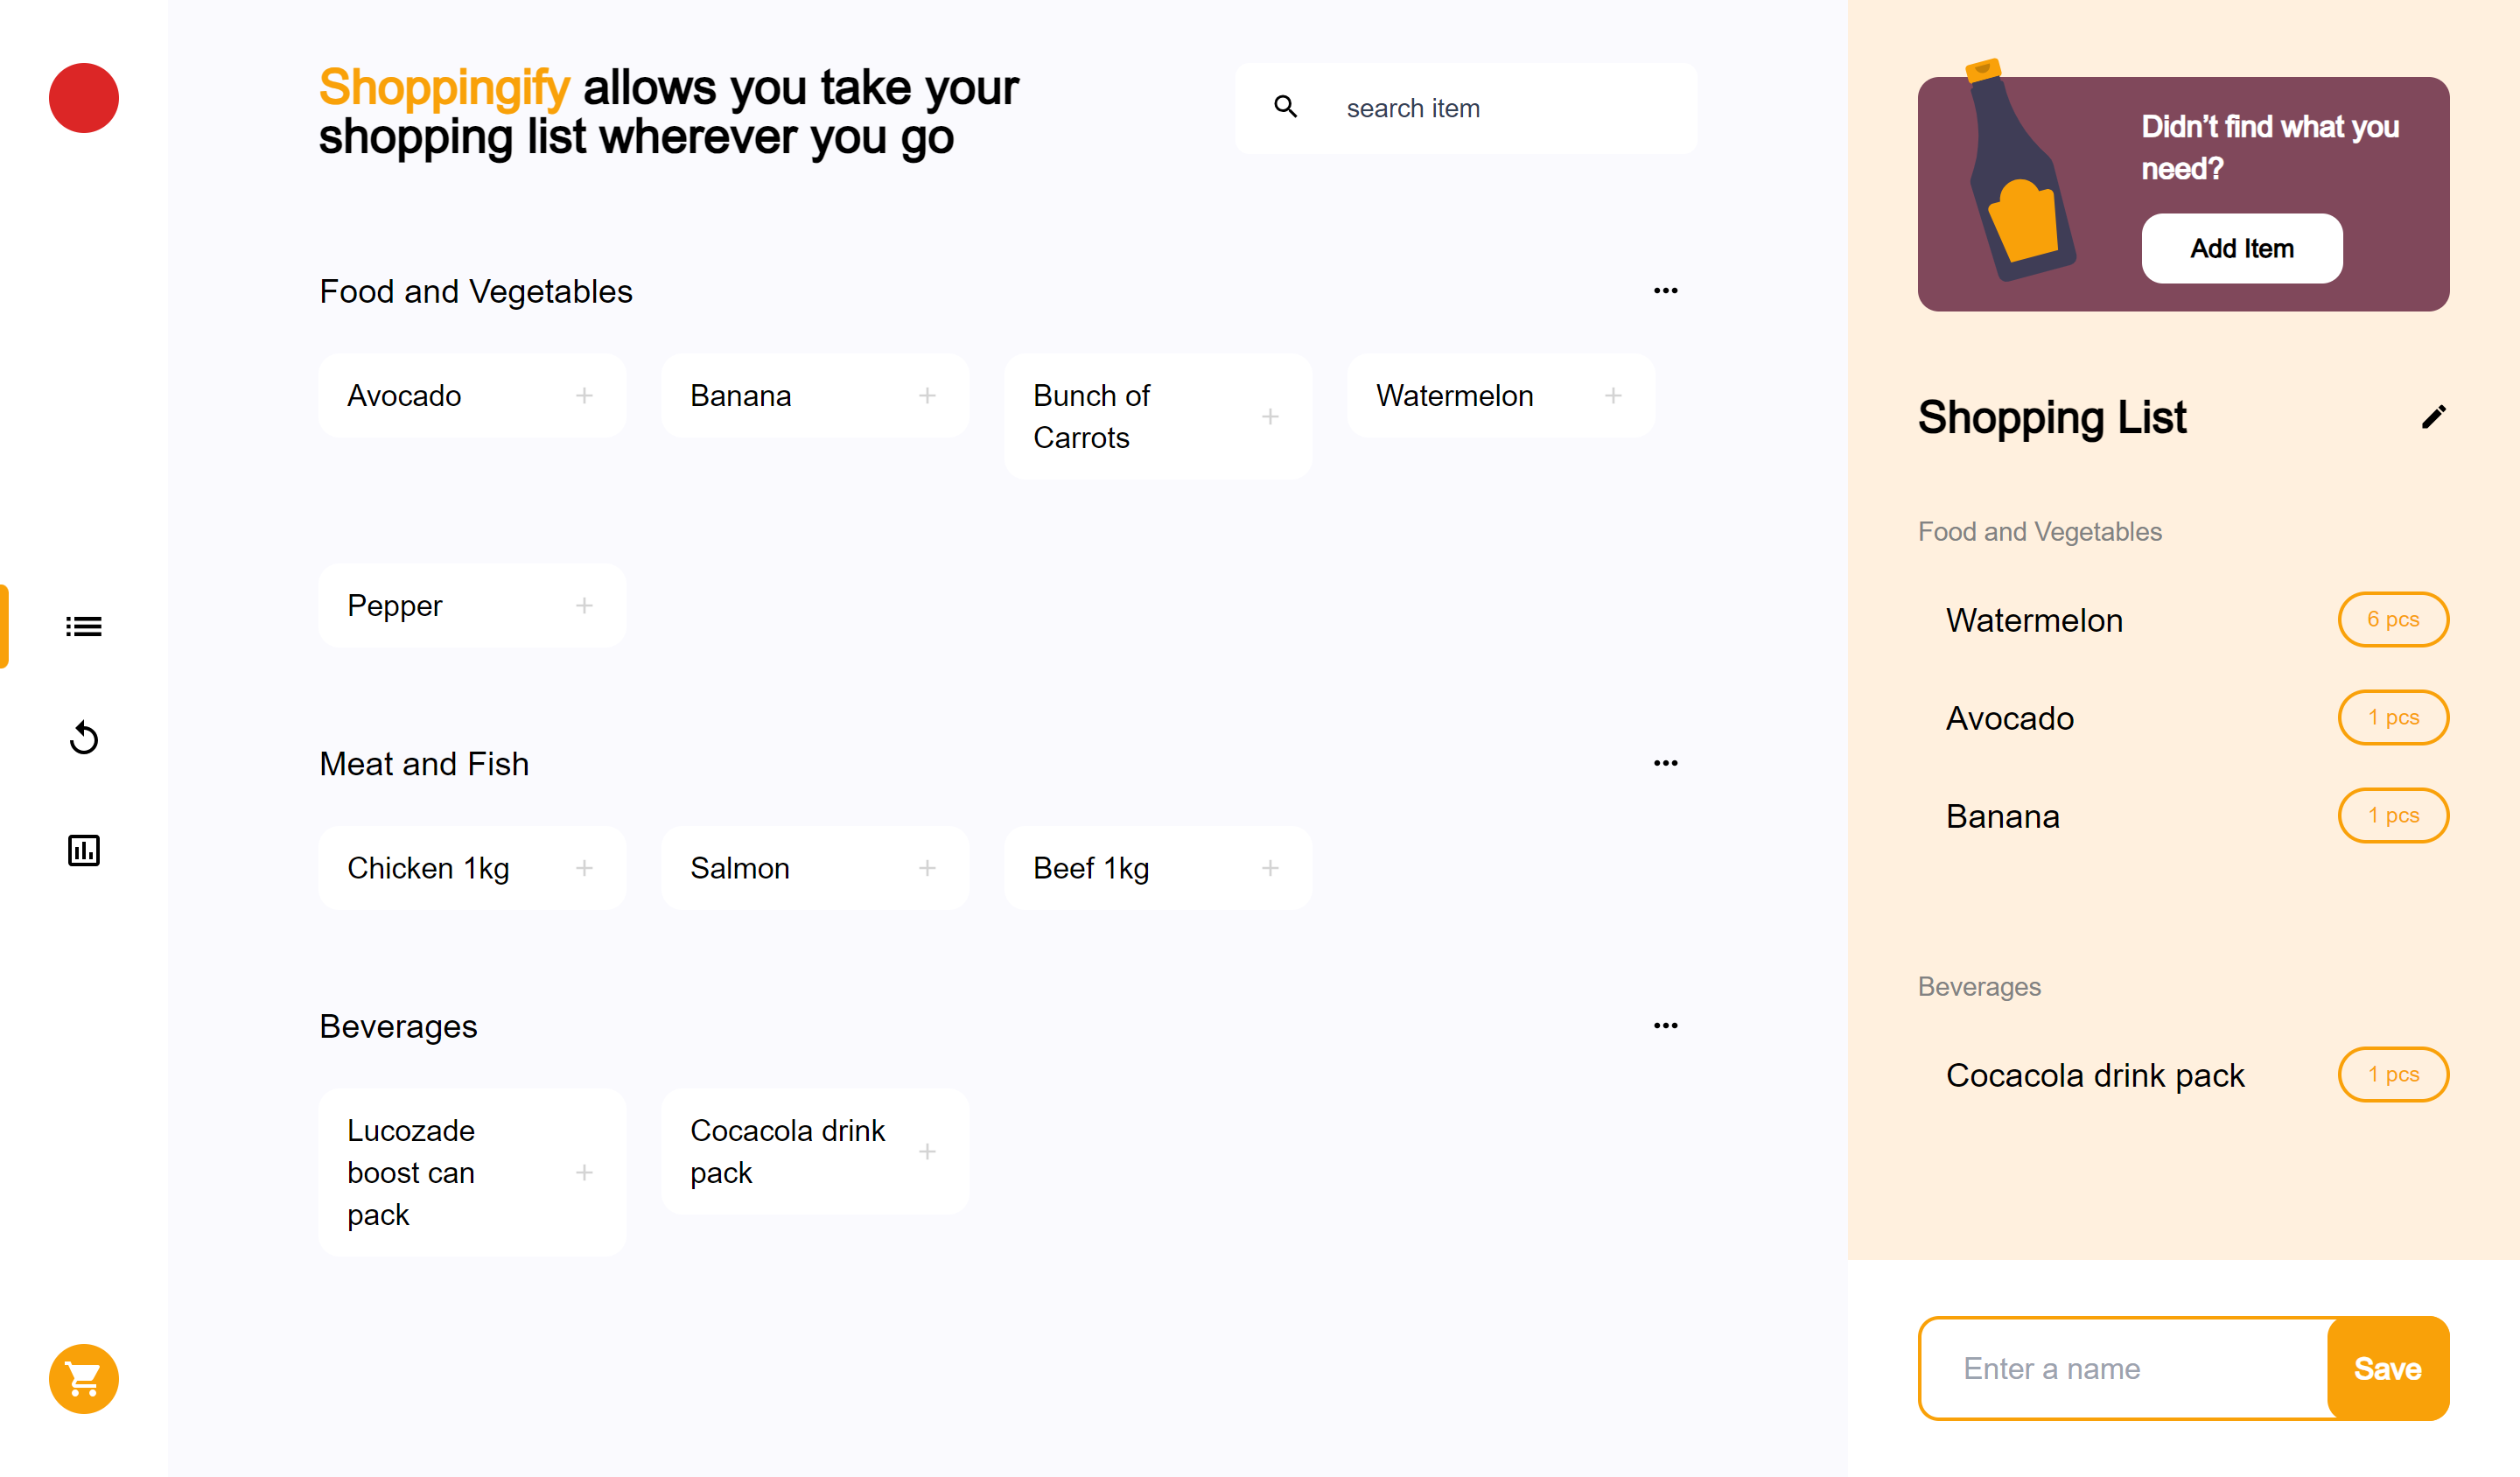 Shoppingify allows you take your
shopping list wherever you go
search item
Food and Vegetables
Avocado
Banana
Bunch of
Carrots
Watermelon
Pepper
Meat and Fish
Chicken 1kg
Salmon
Beef 1kg
Beverages
Lucozade
boost can
pack
Cocacola drink
pack
Didn’t find what you
need?
Add Item
Shopping List
Food and Vegetables
Watermelon
6 pcs
Avocado
1 pcs
Banana
1 pcs
Beverages
Cocacola drink pack
1 pcs
Enter a name
Save